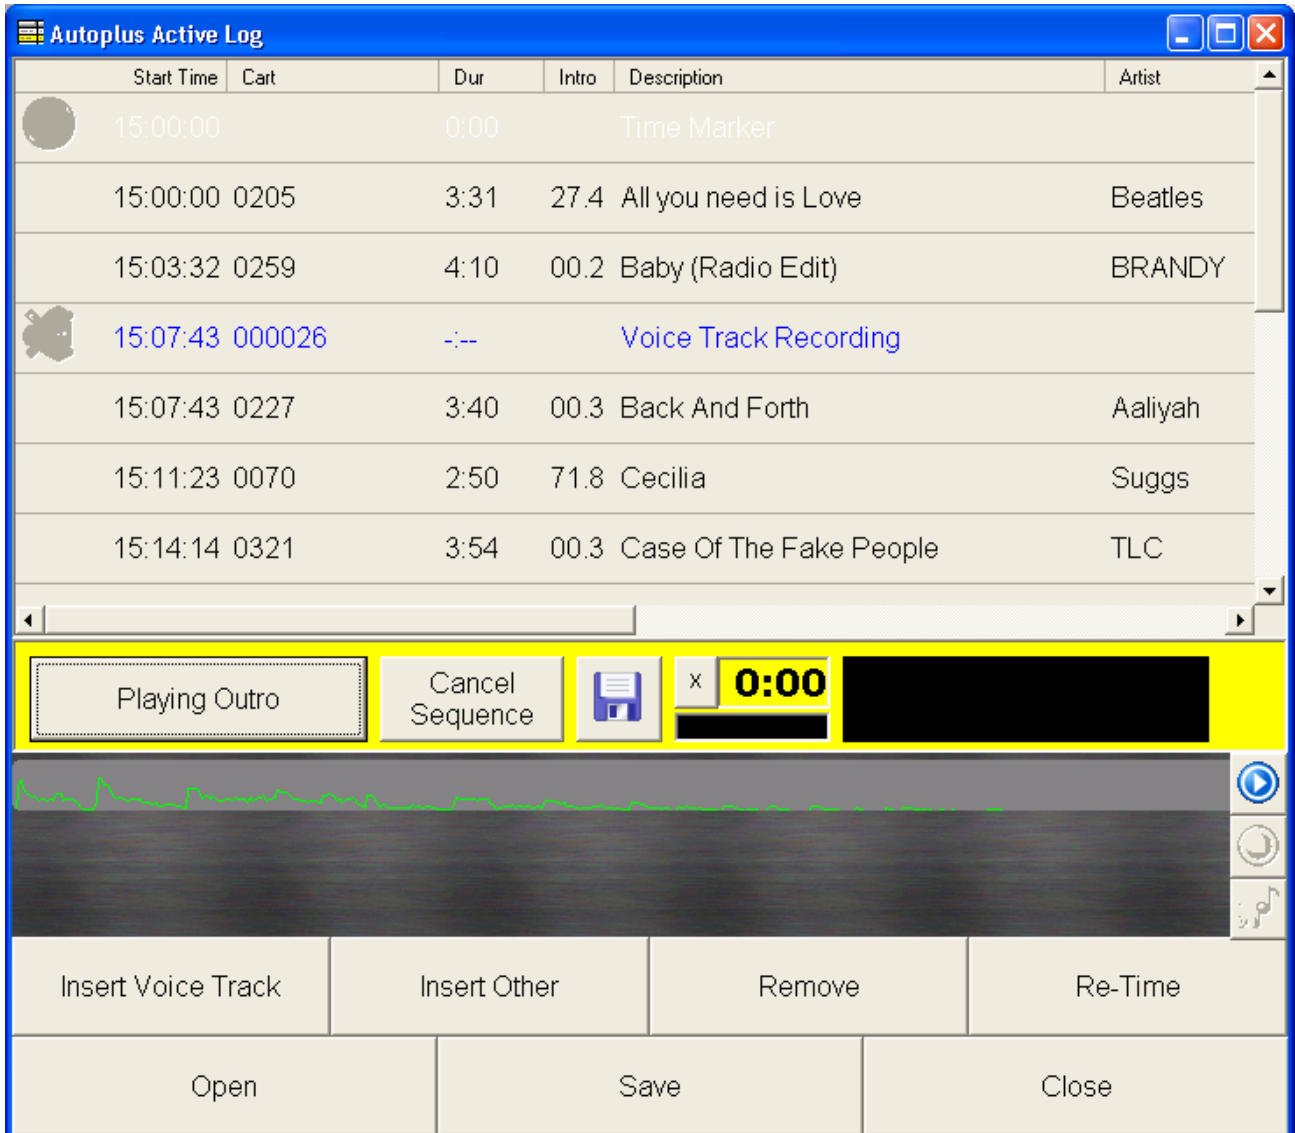 Autoplus Active Log
Start Time Cart Dur Intro Description Artist
15:00:00 0:00 Time Marker
15:00:00 0205 3:31 27.4 All you need is Love Beatles
15:03:32 0259 4:10 00.2 Baby (Radio Edit) BRANDY
15:07:43 000026 -:-- Voice Track Recording
15:07:43 0227 3:40 00.3 Back And Forth Aaliyah
15:11:23 0070 2:50 71.8 Cecilia Suggs
15:14:14 0321 3:54 00.3 Case Of The Fake People TLC
Playing Outro
Cancel
Sequence
x 0:00
Insert Voice Track Insert Other Remove Re-Time
Open Save Close